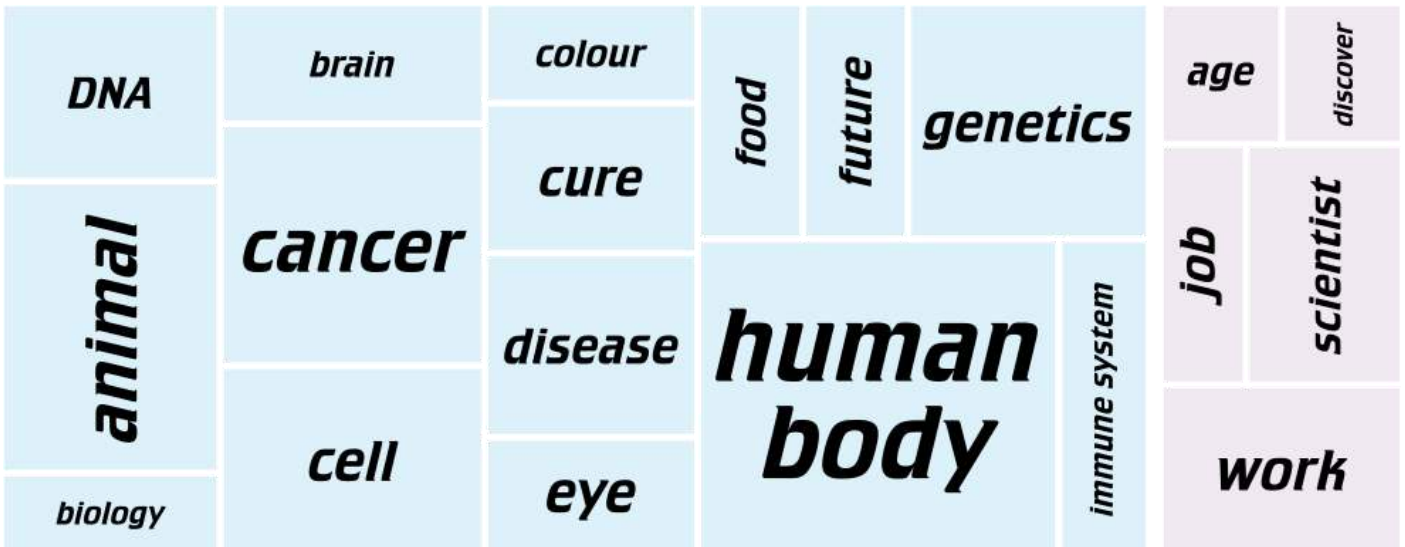 DNA
animal
biology
brain
cancer
cell
colour
cure
disease
eye
food
future
genetics
human
body
immune system
age
discover
job
scientist
work